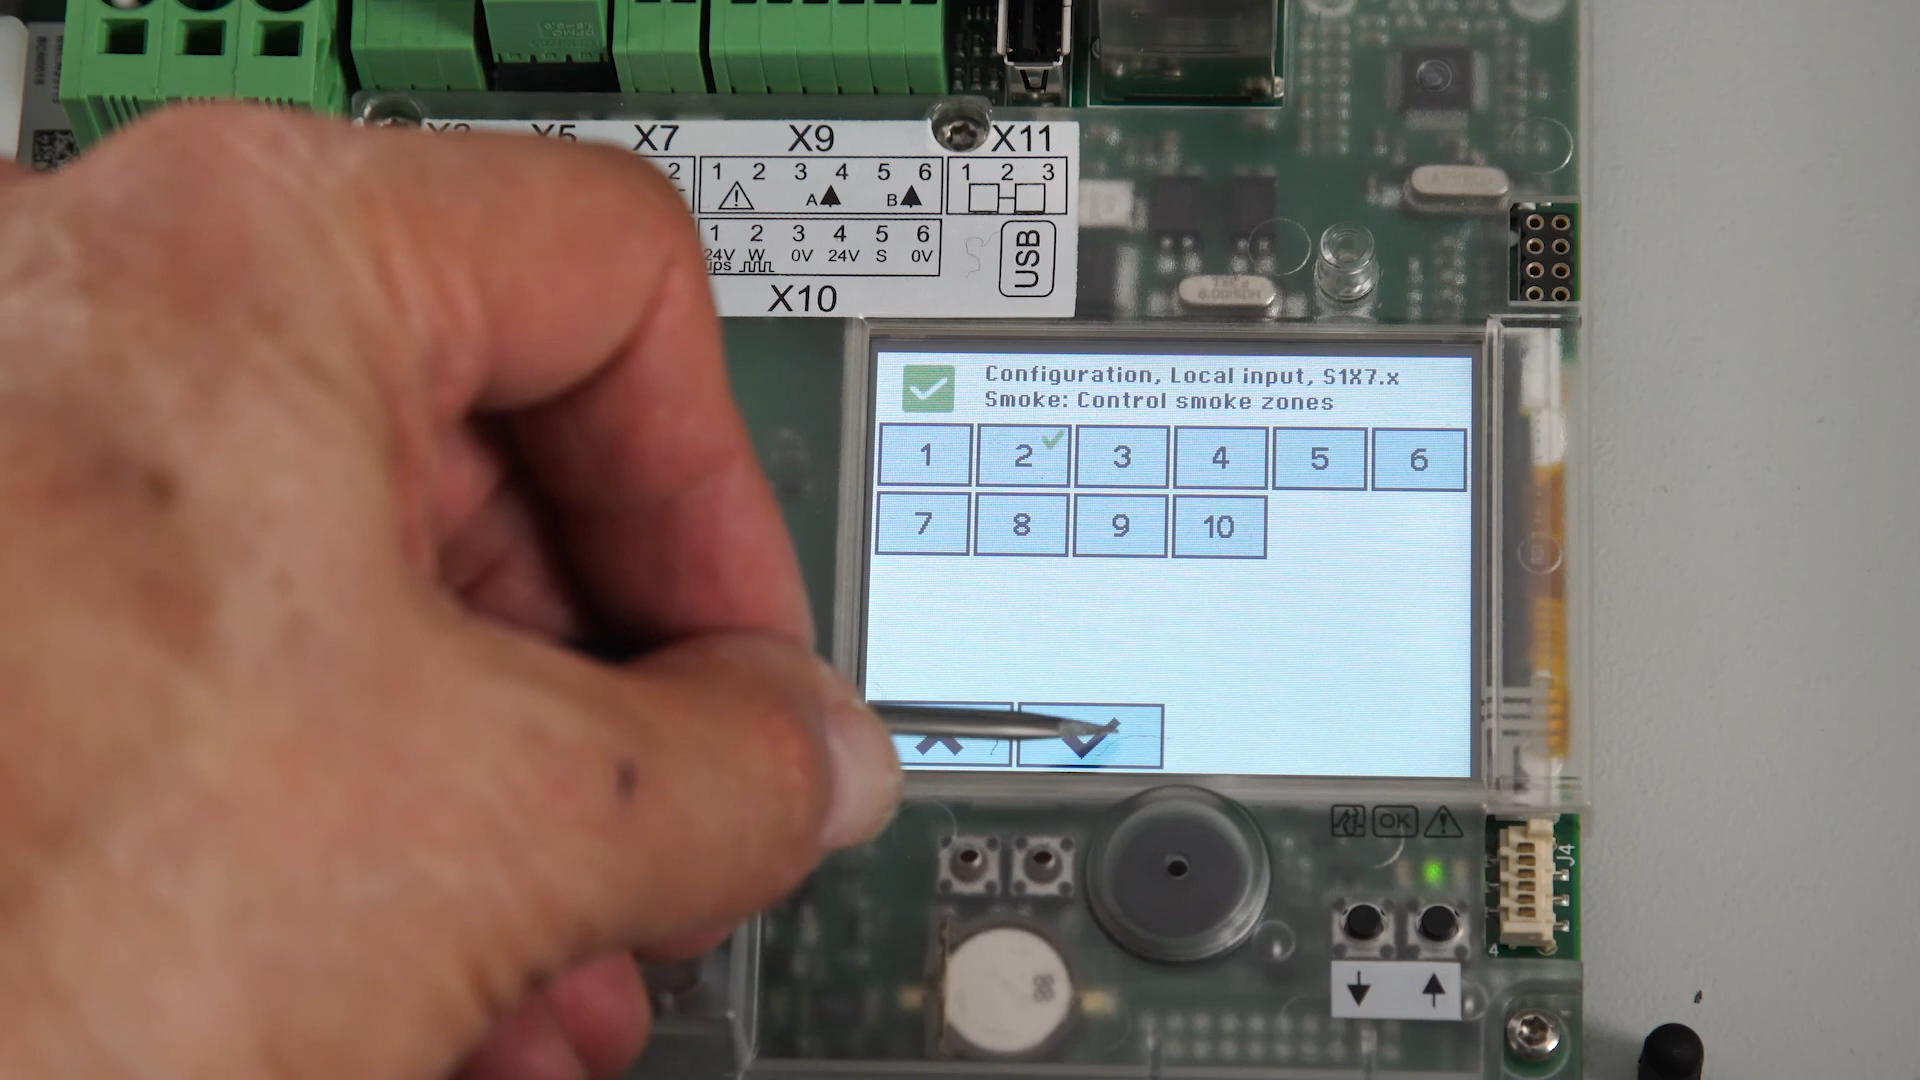 X7
X9
X11
2
1 2 3 4 5 6
1 2 3
A
B
1 2 3 4 5 6
24V W 0V 24V S 0V
ups
USB
X10
Configuration, Local input, S1X7.x
Smoke: Control smoke zones
1 2 3 4 5 6
7 8 9 10
OK
J4
4